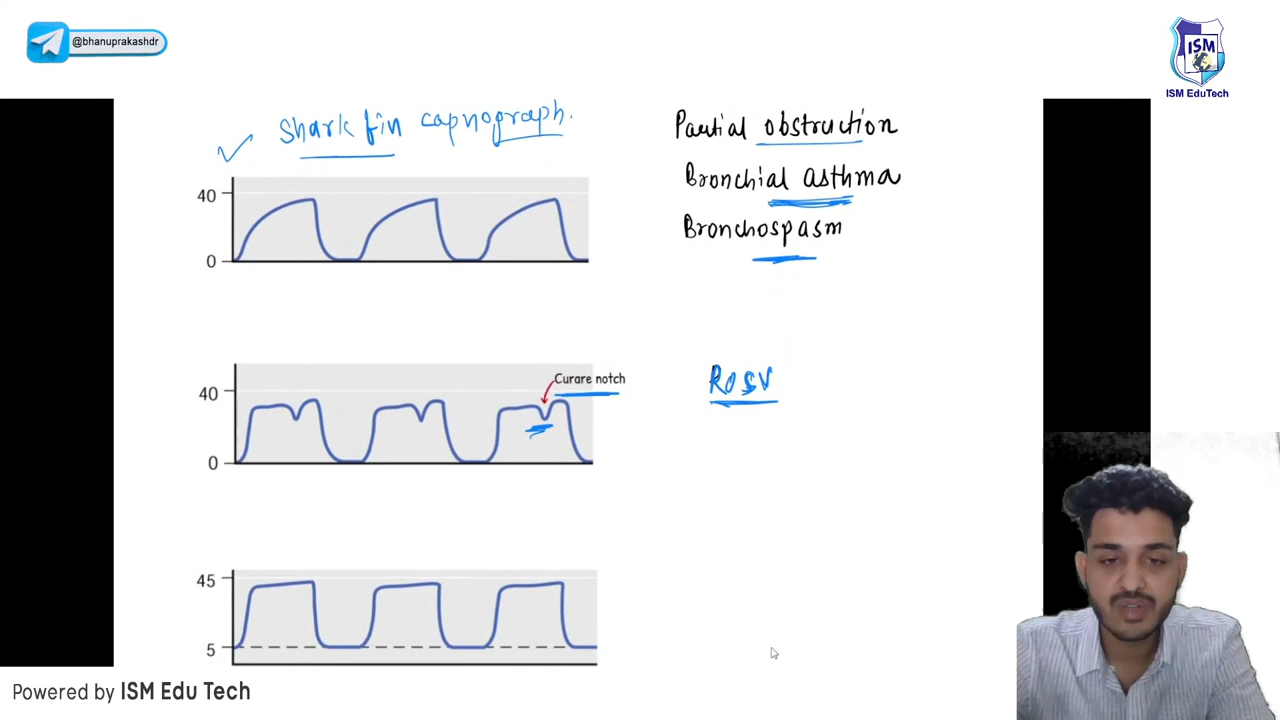 @bhanuprakashdr
ISM
ISM EduTech
Shark fin capnograph.
Partial obstruction
Bronchial asthma
Bronchospasm
40
0
Curare notch
40
0
ROSV
45
5
Powered by ISM Edu Tech